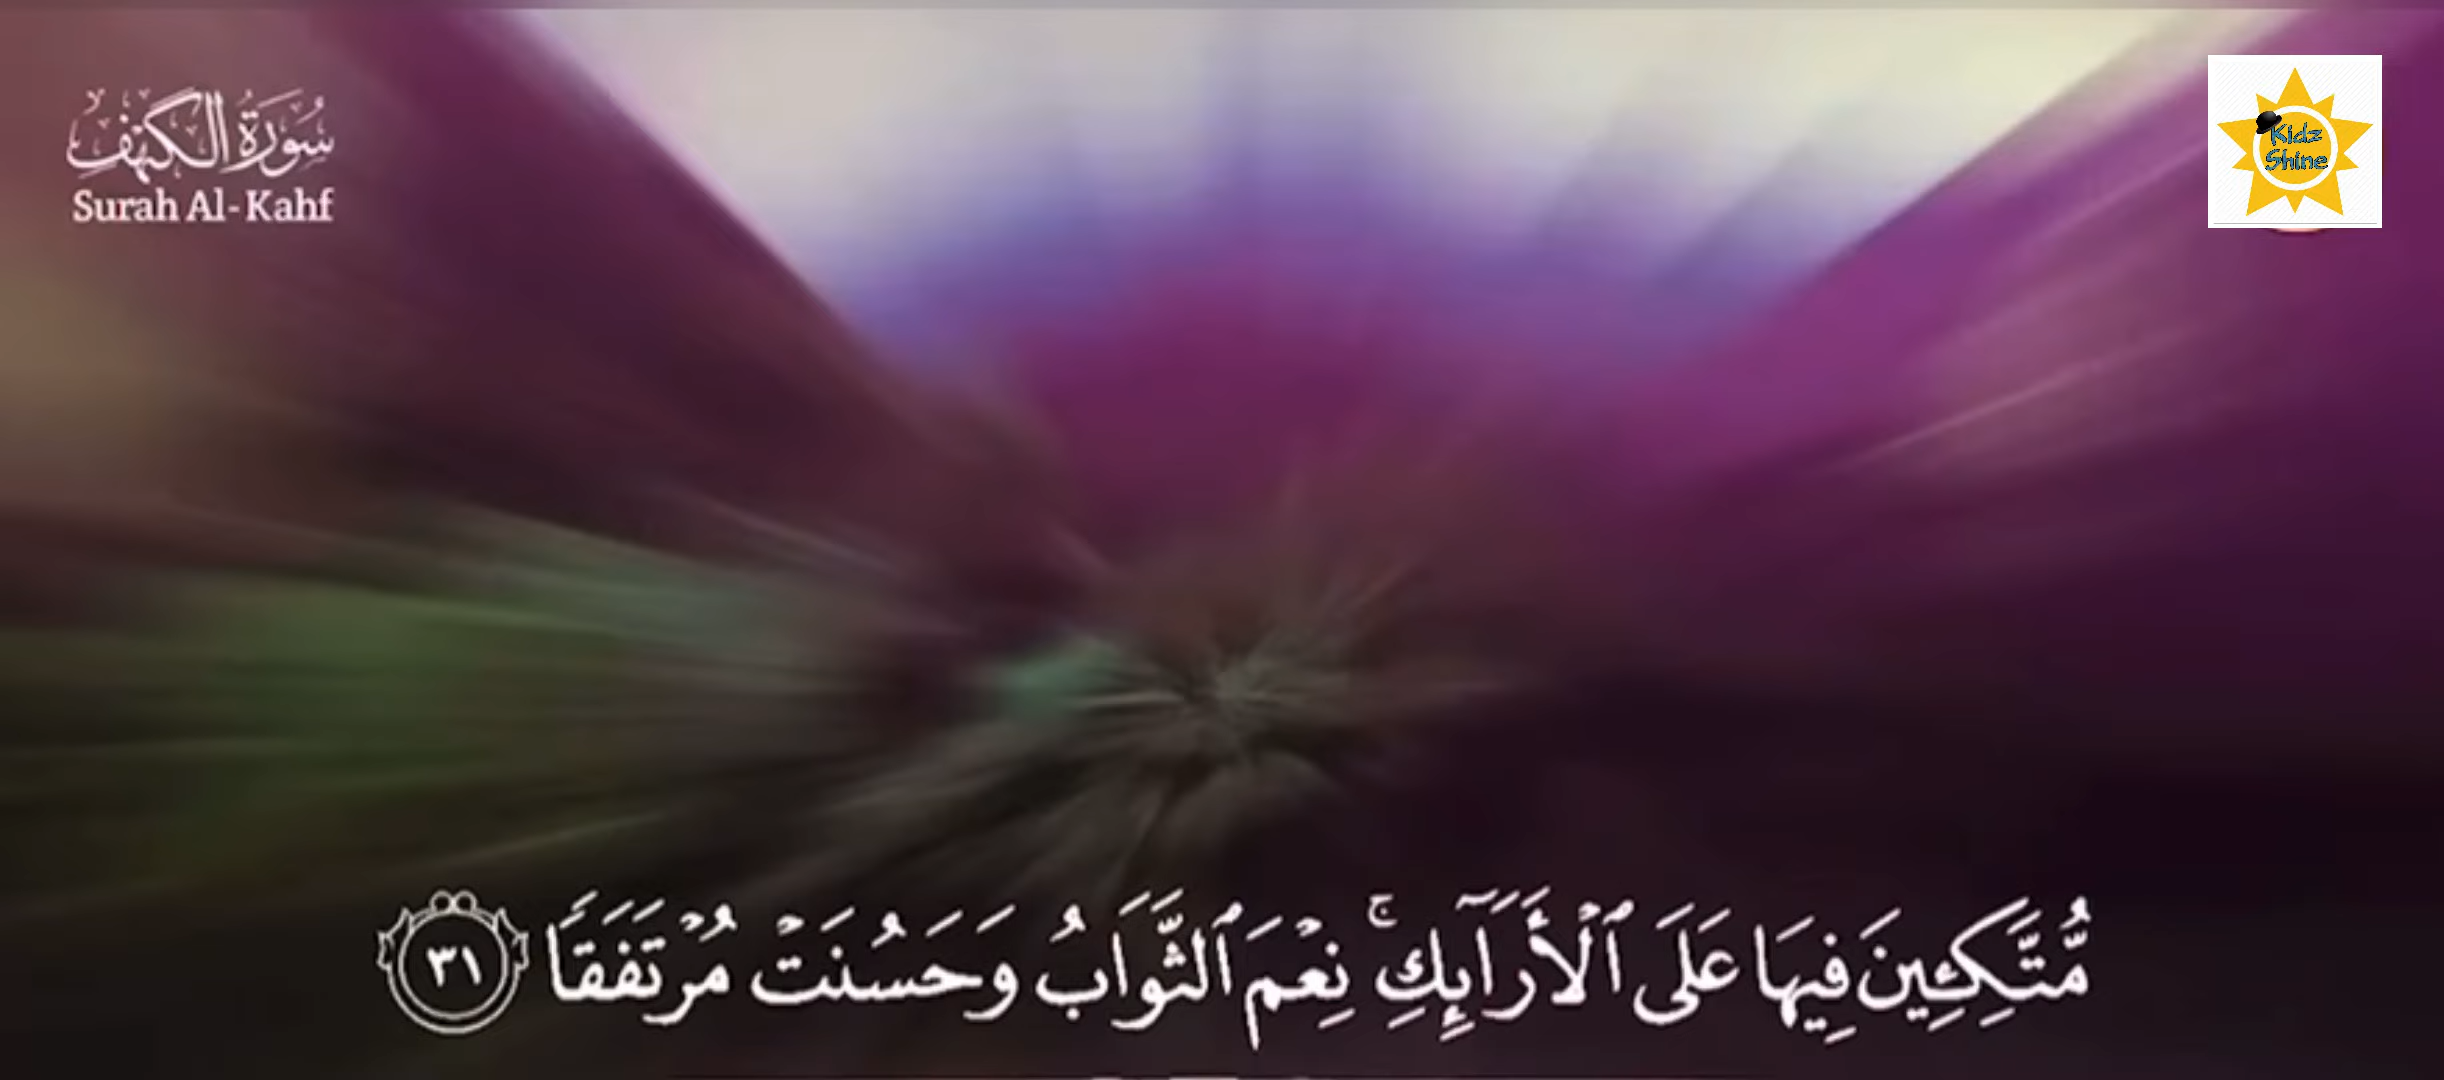 سُورَةُ الكَهْفِ
Surah Al-Kahf
Kidz
Shine
مُّتَّكِـِٔينَ فِيهَا عَلَى ٱلْأَرَآئِكِ ۚ نِعْمَ ٱلثَّوَابُ وَحَسُنَتْ مُرْتَفَقًا ٣١